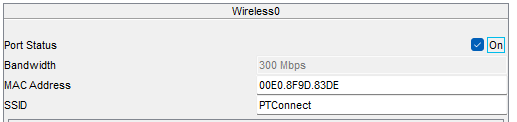 Wireless0
Port Status On
Bandwidth 300 Mbps
MAC Address 00E0.8F9D.83DE
SSID PTConnect